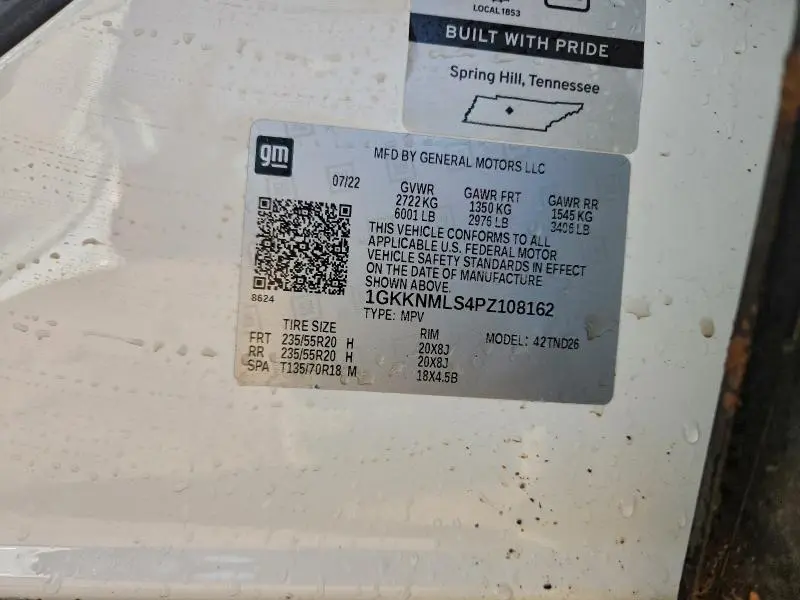 LOCAL 1853
BUILT WITH PRIDE
Spring Hill, Tennessee
gm
MFD BY GENERAL MOTORS LLC
07/22
GVWR GAWR FRT GAWR RR
2722 KG 1350 KG 1545 KG
6001 LB 2976 LB 3406 LB
THIS VEHICLE CONFORMS TO ALL
APPLICABLE U.S. FEDERAL MOTOR
VEHICLE SAFETY STANDARDS IN EFFECT
ON THE DATE OF MANUFACTURE
SHOWN ABOVE.
8624
1GKKNMLS4PZ108162
TYPE: MPV
TIRE SIZE RIM MODEL: 42TND26
FRT 235/55R20 H 20X8J
RR 235/55R20 H 20X8J
SPA T135/70R18 M 18X4.5B